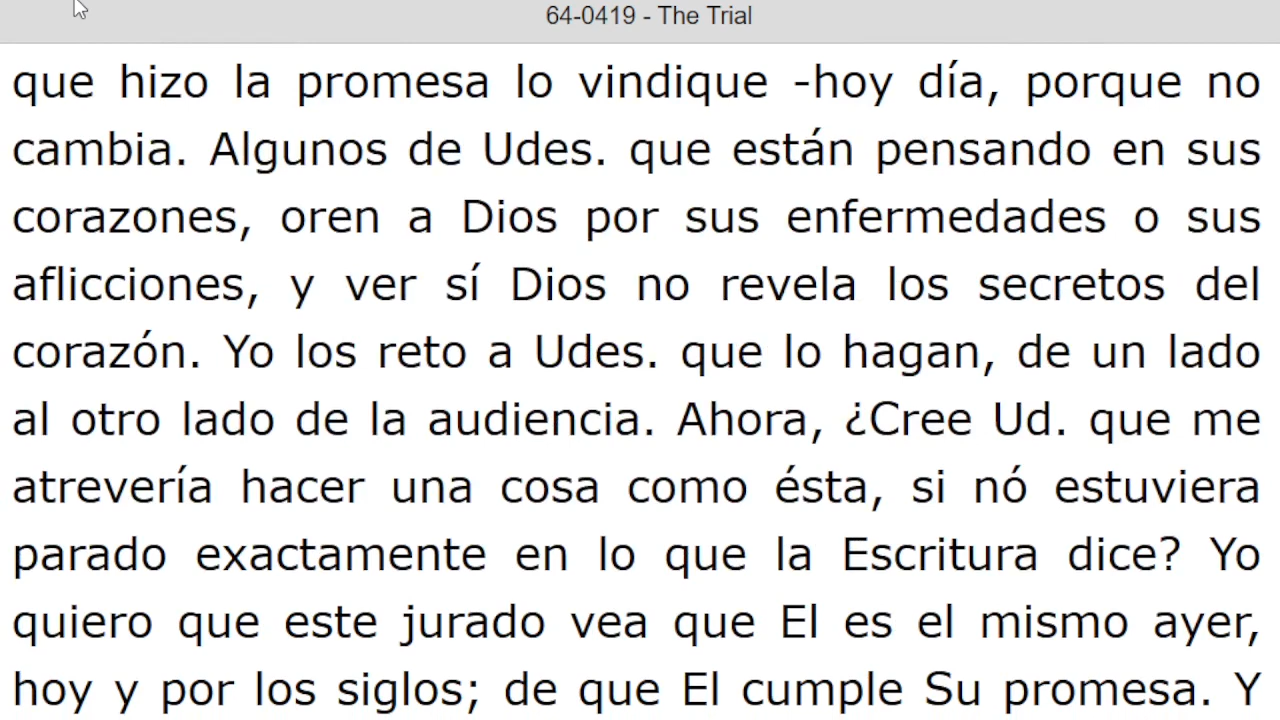 64-0419 - The Trial
que hizo la promesa lo vindique -hoy día, porque no
cambia. Algunos de Udes. que están pensando en sus
corazones, oren a Dios por sus enfermedades o sus
aflicciones, y ver sí Dios no revela los secretos del
corazón. Yo los reto a Udes. que lo hagan, de un lado
al otro lado de la audiencia. Ahora, ¿Cree Ud. que me
atrevería hacer una cosa como ésta, si nó estuviera
parado exactamente en lo que la Escritura dice? Yo
quiero que este jurado vea que El es el mismo ayer,
hoy y por los siglos; de que El cumple Su promesa. Y